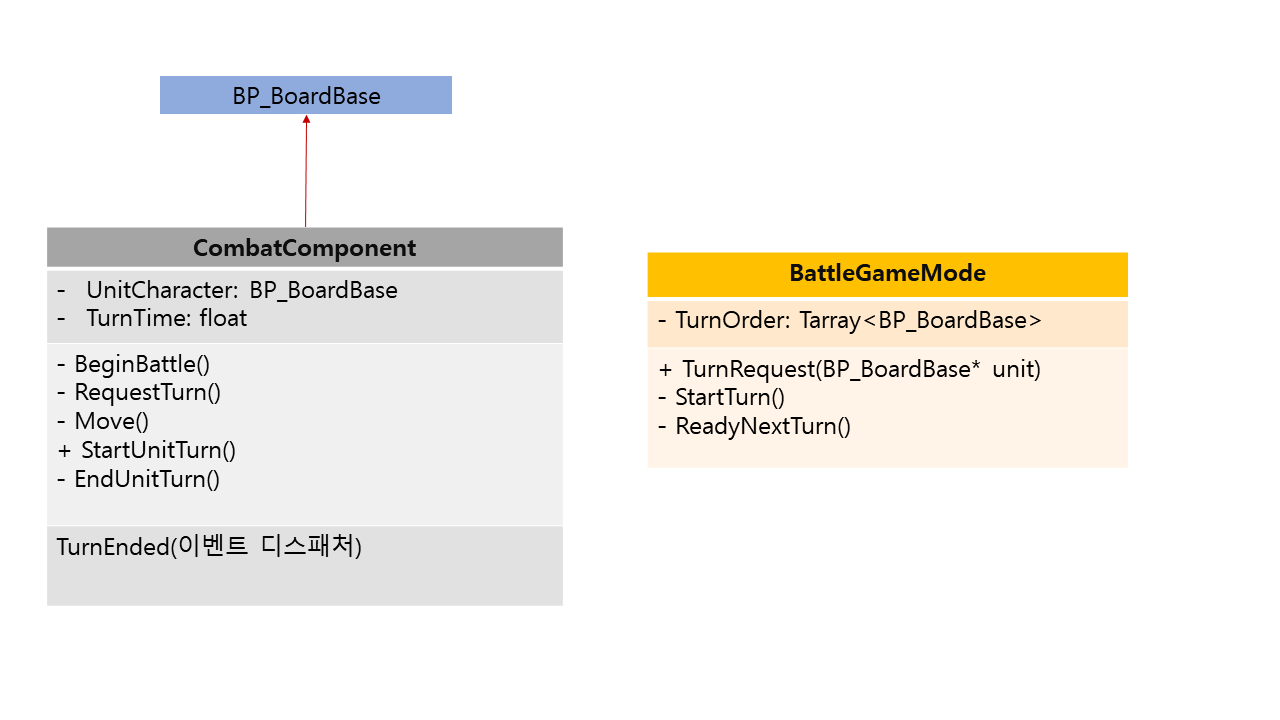 BP_BoardBase
CombatComponent
- UnitCharacter: BP_BoardBase
- TurnTime: float
- BeginBattle()
- RequestTurn()
- Move()
+ StartUnitTurn()
- EndUnitTurn()
TurnEnded(이벤트 디스패처)
BattleGameMode
- TurnOrder: Tarray<BP_BoardBase>
+ TurnRequest(BP_BoardBase* unit)
- StartTurn()
- ReadyNextTurn()